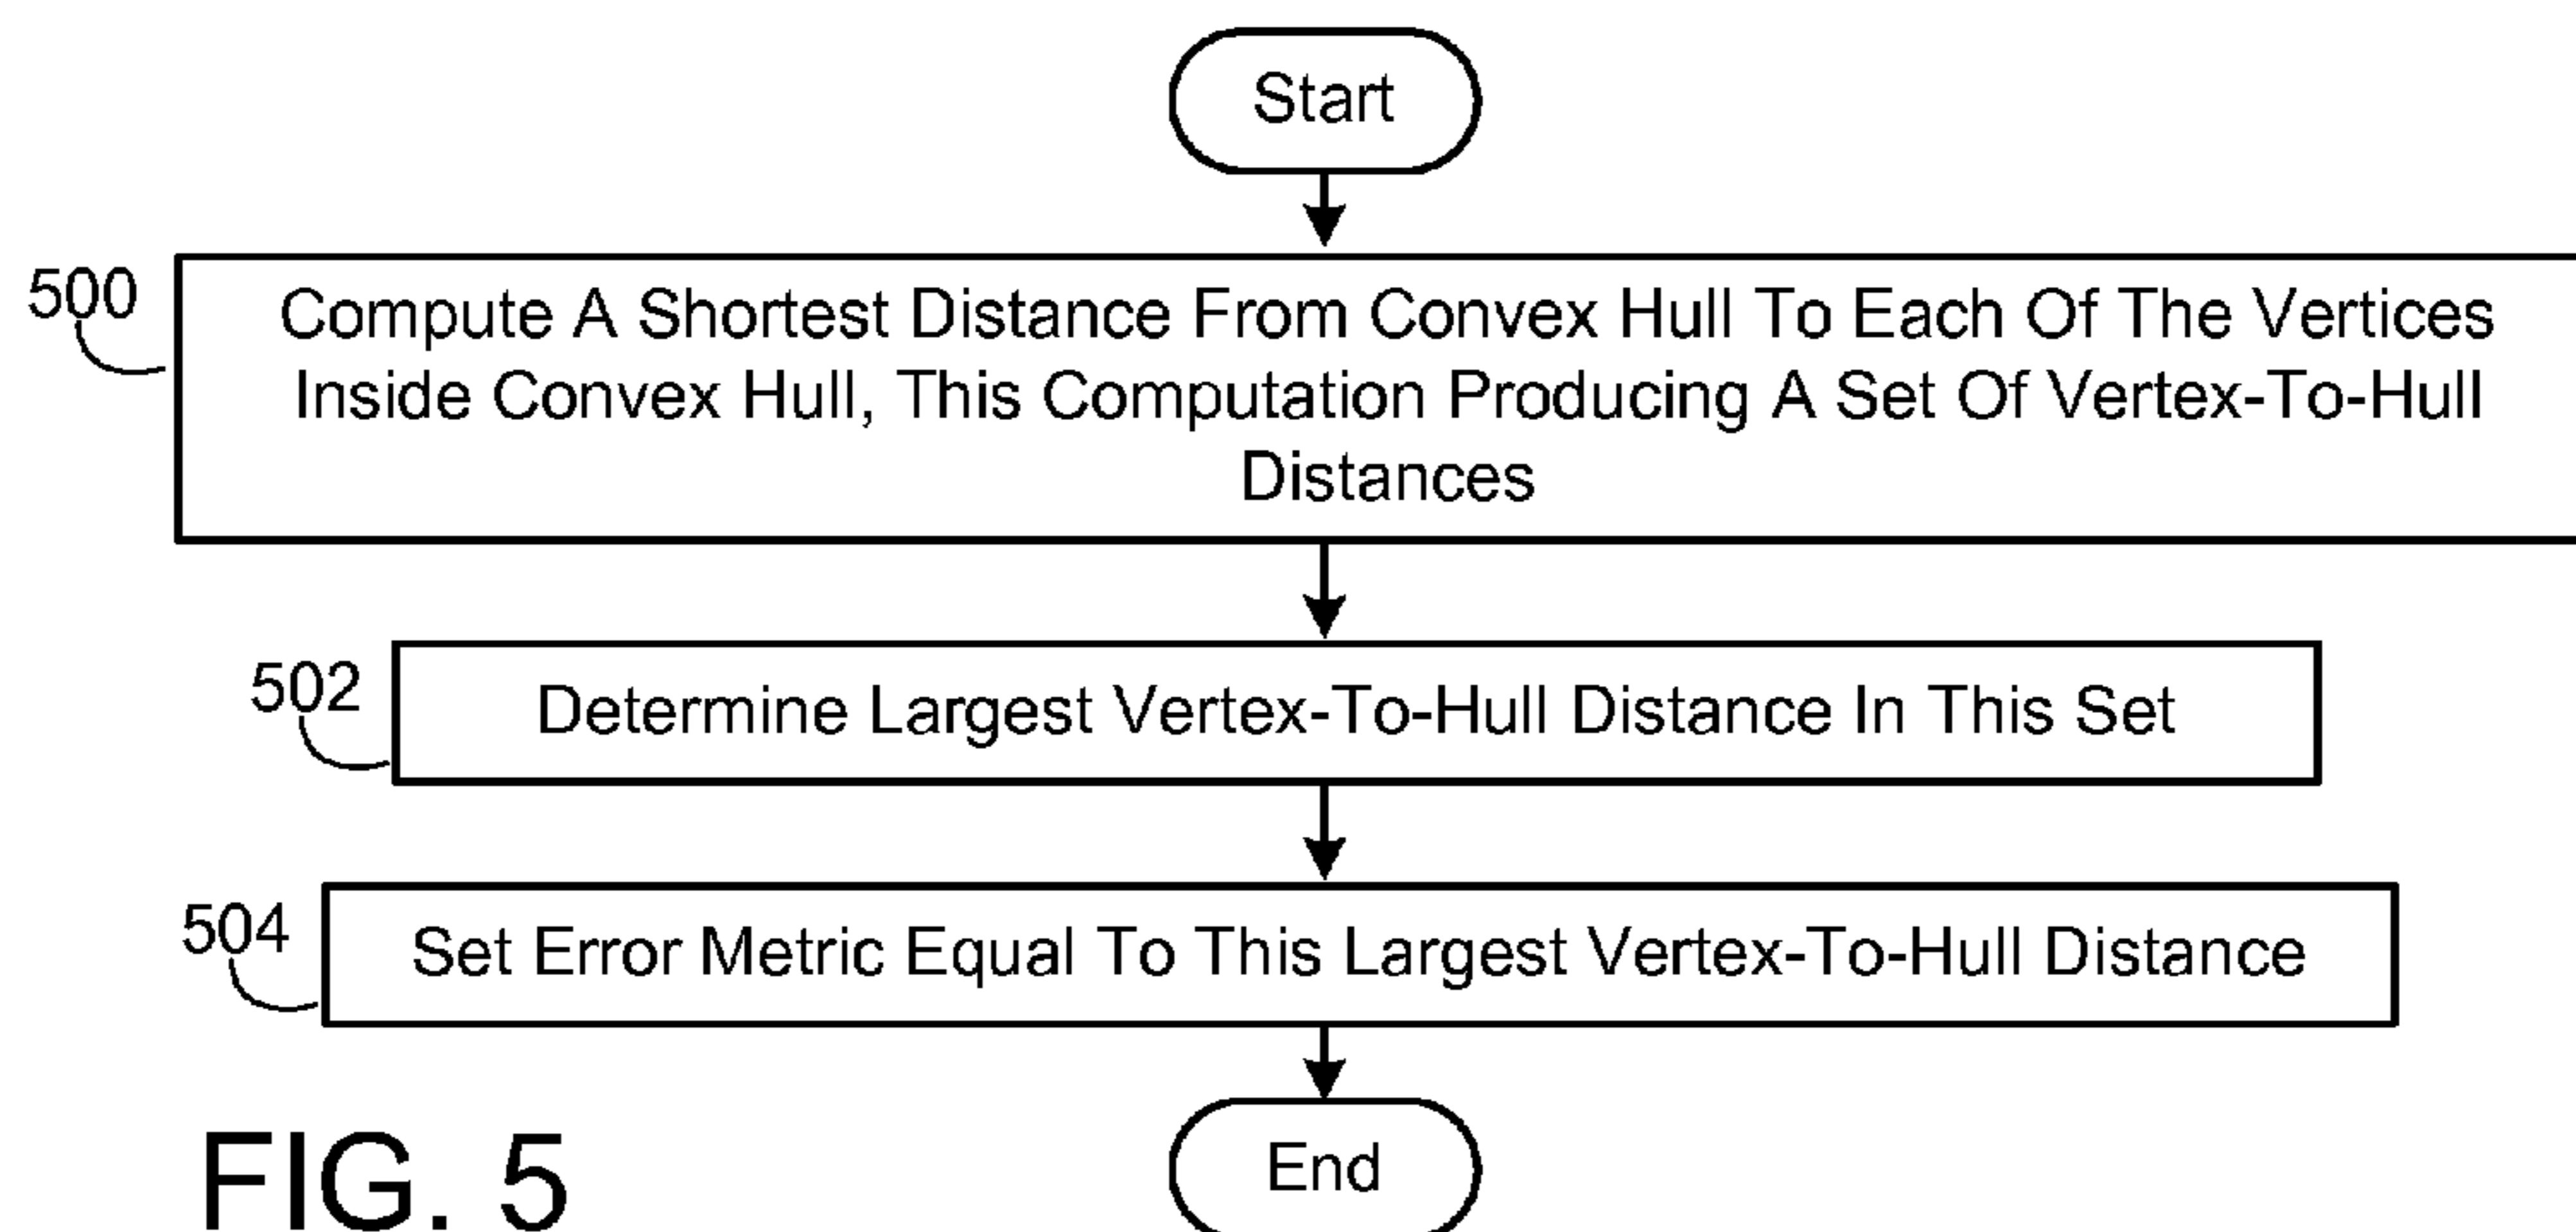 Start
500
Compute A Shortest Distance From Convex Hull To Each Of The Vertices
Inside Convex Hull, This Computation Producing A Set Of Vertex-To-Hull
Distances
502
Determine Largest Vertex-To-Hull Distance In This Set
504
Set Error Metric Equal To This Largest Vertex-To-Hull Distance
End
FIG. 5